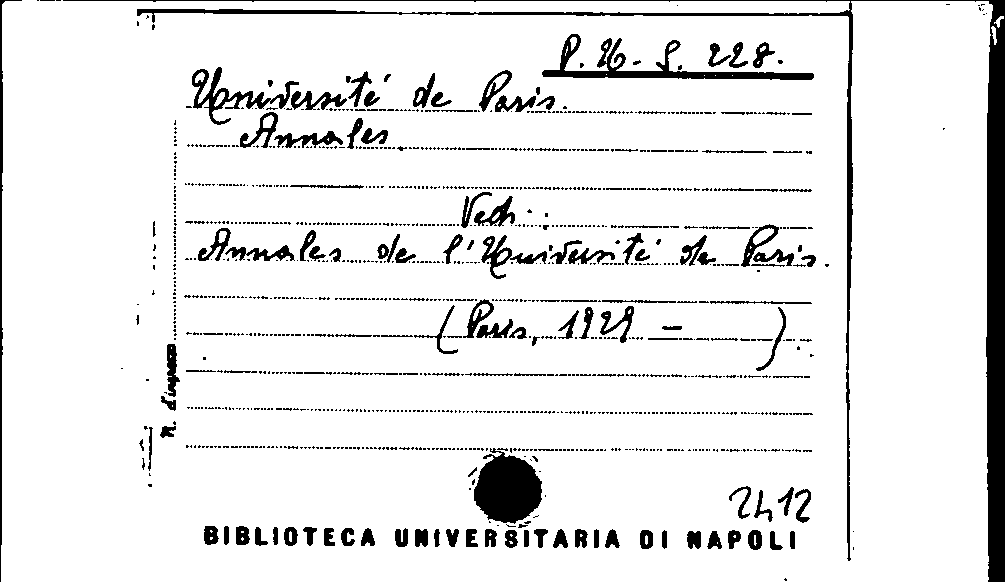 P. U. S. 228.
Université de Paris.
Annales.
Vedi:
Annales de l'Université de Paris.
(Paris, 1929 — ).
N. d'ingresso
2412
BIBLIOTECA UNIVERSITARIA DI NAPOLI